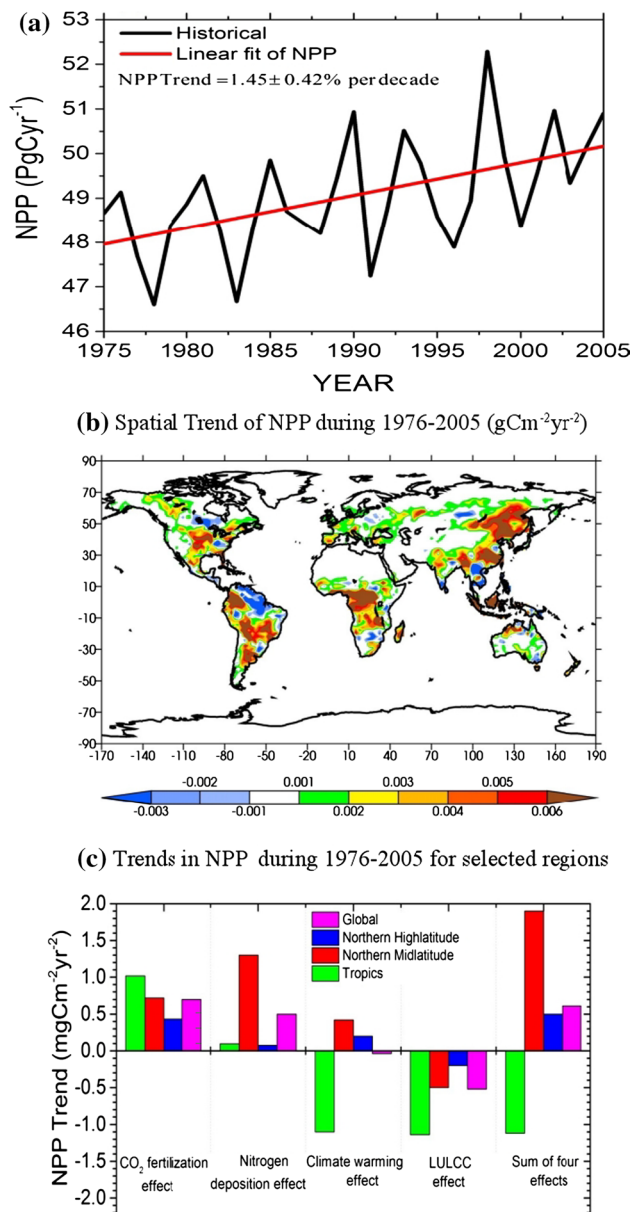 (a)
53
52
51
50
49
48
47
46
NPP (PgCyr⁻¹)
Historical
Linear fit of NPP
NPP Trend =1.45± 0.42% per decade
1975 1980 1985 1990 1995 2000 2005
YEAR
(b) Spatial Trend of NPP during 1976-2005 (gCm⁻²yr⁻²)
90
70
50
30
10
-10
-30
-50
-70
-90
-170 -140 -110 -80 -50 -20 10 40 70 100 130 160 190
-0.002 0.001 0.003 0.005
-0.003 -0.001 0.002 0.004 0.006
(c) Trends in NPP during 1976-2005 for selected regions
2.0
1.5
1.0
0.5
0.0
-0.5
-1.0
-1.5
-2.0
NPP Trend (mgCm⁻²yr⁻²)
Global
Northern Highlatitude
Northern Midlatitude
Tropics
CO₂ fertilization
effect
Nitrogen
deposition effect
Climate warming
effect
LULCC
effect
Sum of four
effects